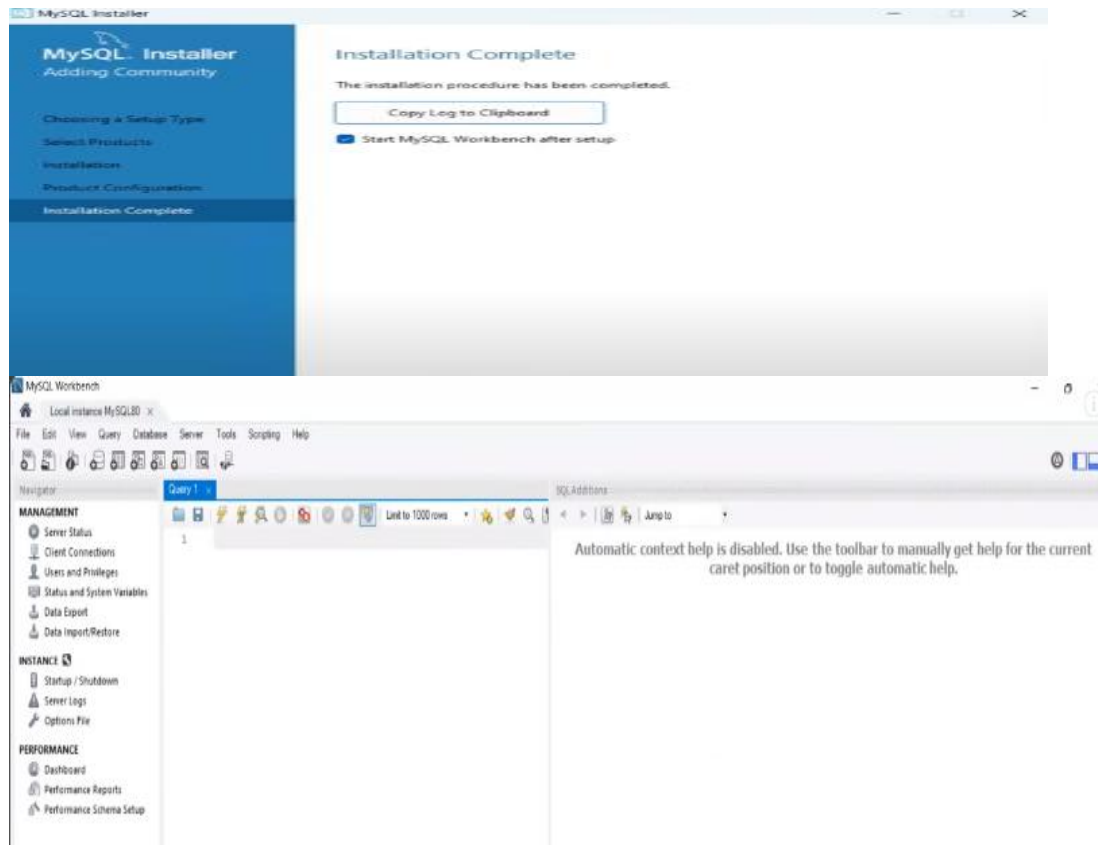 MySQL Installer
MySQL. Installer
Adding Community
Choosing a Setup Type
Select Products
Installation
Product Configuration
Installation Complete
Installation Complete
The installation procedure has been completed.
Copy Log to Clipboard
Start MySQL Workbench after setup
MySQL Workbench
Local instance MySQL80
File Edit View Query Database Server Tools Scripting Help
Navigator
MANAGEMENT
Server Status
Client Connections
Users and Privileges
Status and System Variables
Data Export
Data Import/Restore
INSTANCE
Startup / Shutdown
Server Logs
Options File
PERFORMANCE
Dashboard
Performance Reports
Performance Schema Setup
Query 1
Limit to 1000 rows
1
SQLAdditions
Jump to
Automatic context help is disabled. Use the toolbar to manually get help for the current
caret position or to toggle automatic help.